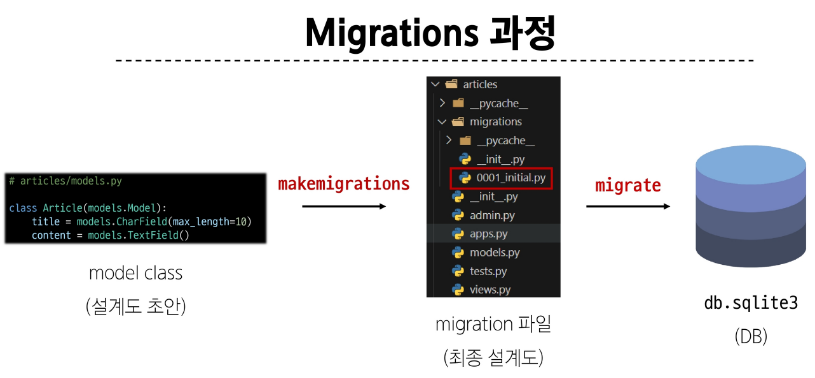 Migrations 과정
# articles/models.py
class Article(models.Model):
title = models.CharField(max_length=10)
content = models.TextField()
model class
(설계도 초안)
makemigrations
articles
__pycache__
migrations
__pycache__
__init__.py
0001_initial.py
__init__.py
admin.py
apps.py
models.py
tests.py
views.py
migration 파일
(최종 설계도)
migrate
db.sqlite3
(DB)